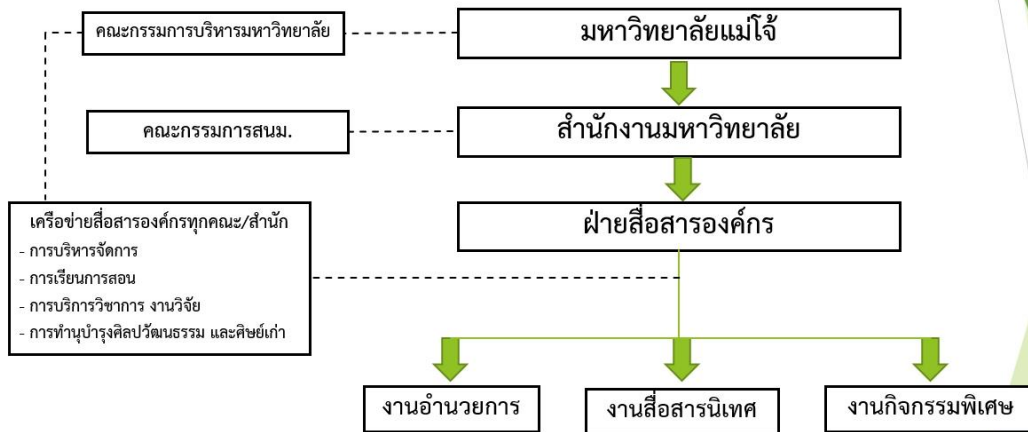 คณะกรรมการบริหารมหาวิทยาลัย
มหาวิทยาลัยแม่โจ้
คณะกรรมการสนม.
สำนักงานมหาวิทยาลัย
เครือข่ายสื่อสารองค์กรทุกคณะ/สำนัก
- การบริหารจัดการ
- การเรียนการสอน
- การบริการวิชาการ งานวิจัย
- การทำนุบำรุงศิลปวัฒนธรรม และศิษย์เก่า
ฝ่ายสื่อสารองค์กร
งานอำนวยการ
งานสื่อสารนิเทศ
งานกิจกรรมพิเศษ